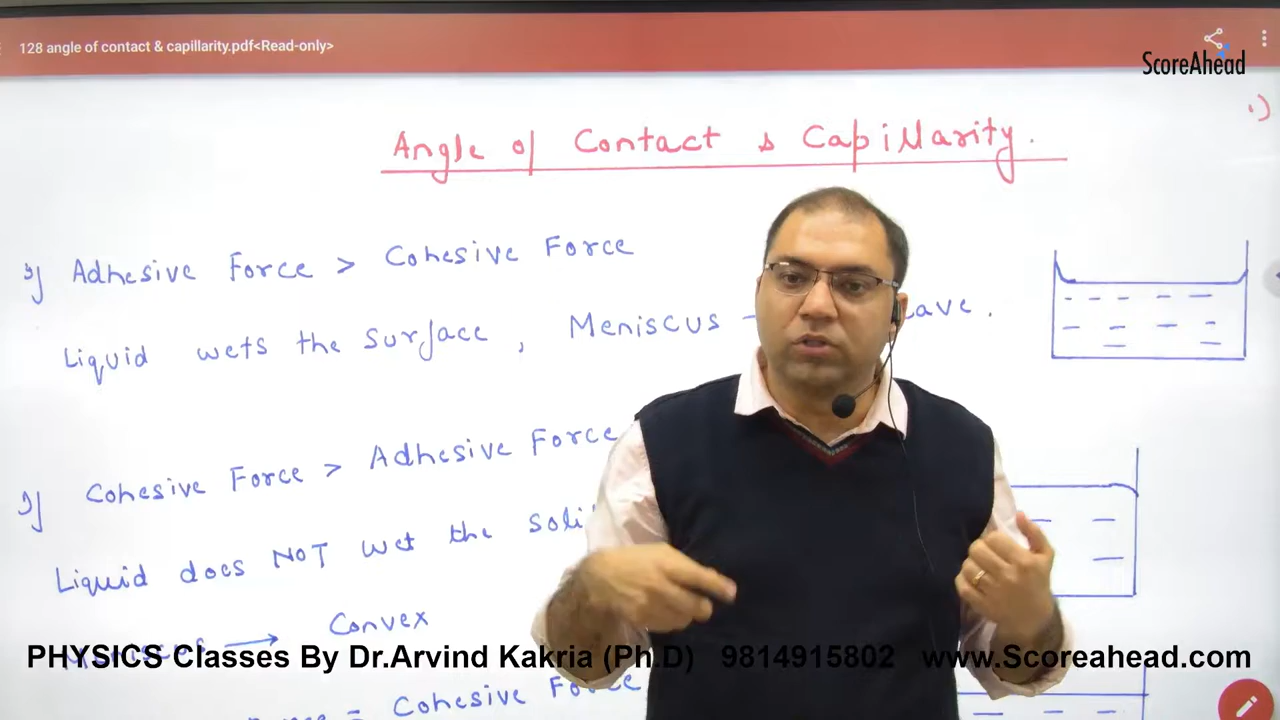 128 angle of contact & capillarity.pdf<Read-only>
ScoreAhead
Angle of Contact & Capillarity.
Adhesive Force > Cohesive Force
Liquid wets the surface , Meniscus
Cohesive Force > Adhesive Force
Liquid does NOT wet the
Convex
PHYSICS Classes By Dr.Arvind Kakria (Ph.D) 9814915802 www.Scoreahead.com
= Cohesive Force